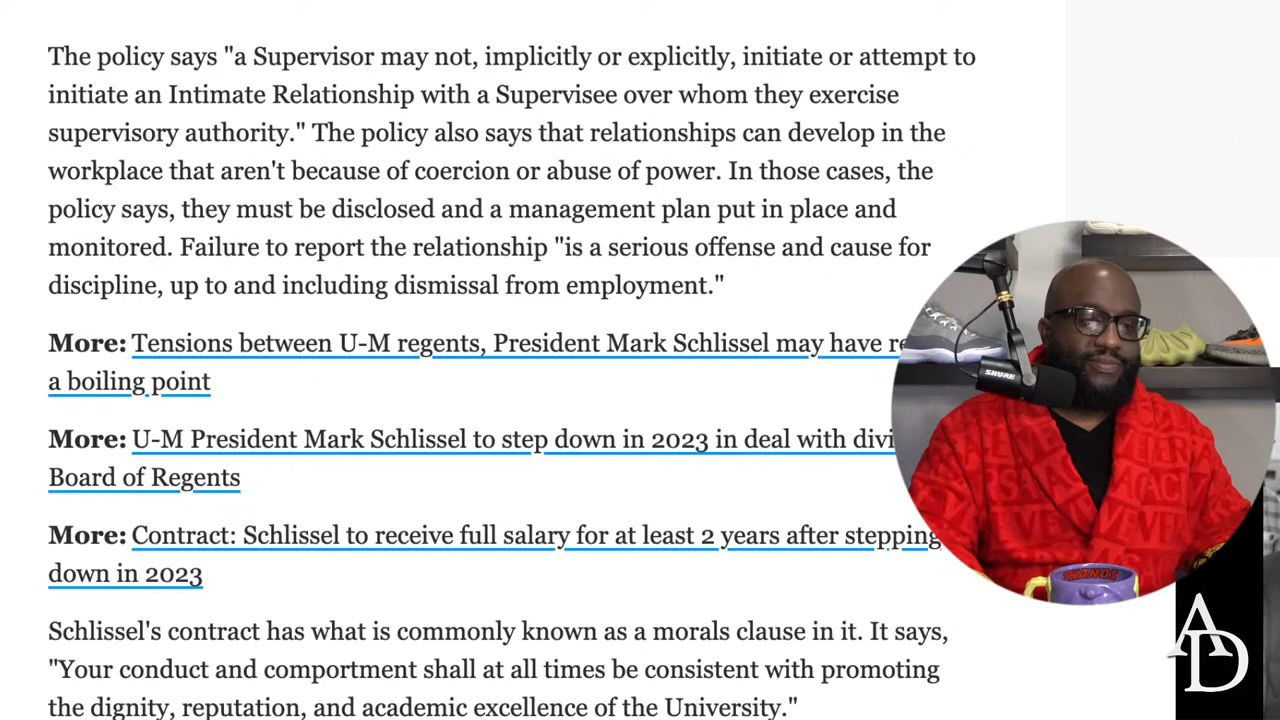 The policy says "a Supervisor may not, implicitly or explicitly, initiate or attempt to
initiate an Intimate Relationship with a Supervisee over whom they exercise
supervisory authority." The policy also says that relationships can develop in the
workplace that aren't because of coercion or abuse of power. In those cases, the
policy says, they must be disclosed and a management plan put in place and
monitored. Failure to report the relationship "is a serious offense and cause for
discipline, up to and including dismissal from employment."
More: Tensions between U-M regents, President Mark Schlissel may have
a boiling point
More: U-M President Mark Schlissel to step down in 2023 in deal with
Board of Regents
More: Contract: Schlissel to receive full salary for at least 2 years after stepping
down in 2023
Schlissel's contract has what is commonly known as a morals clause in it. It says,
"Your conduct and comportment shall at all times be consistent with promoting
the dignity, reputation, and academic excellence of the University."
SHURE
THANOS
AD